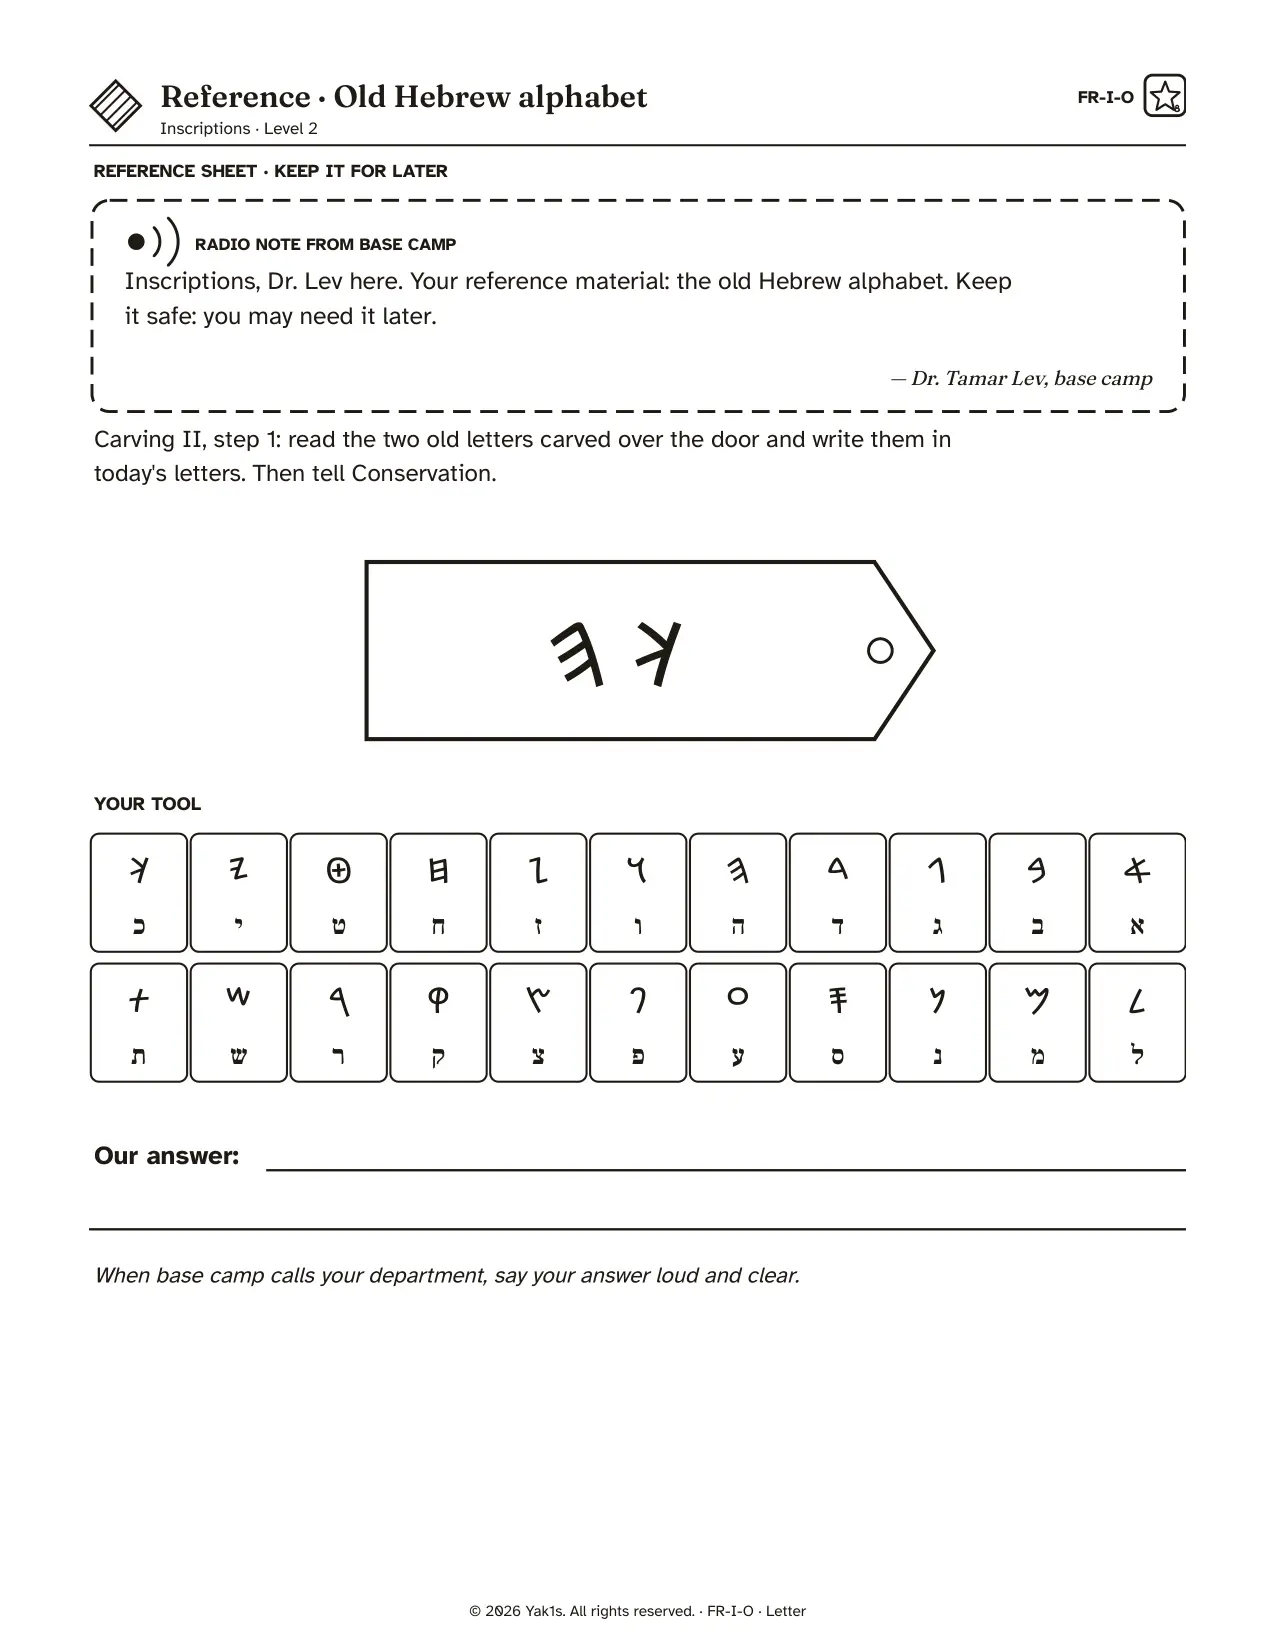 Reference · Old Hebrew alphabet
Inscriptions · Level 2
FR-I-O
REFERENCE SHEET · KEEP IT FOR LATER
RADIO NOTE FROM BASE CAMP
Inscriptions, Dr. Lev here. Your reference material: the old Hebrew alphabet. Keep
it safe: you may need it later.
— Dr. Tamar Lev, base camp
Carving II, step 1: read the two old letters carved over the door and write them in
today's letters. Then tell Conservation.
𐤊𐤄
YOUR TOOL
𐤀 𐤁 𐤂 𐤃 𐤄 𐤅 𐤆 𐤇 𐤈 𐤉 𐤊
א ב ג ד ה ו ז ח ט י כ
𐤋 𐤌 𐤍 𐤎 𐤏 𐤐 𐤑 𐤒 𐤓 𐤔 𐤕
ל מ נ ס ע פ צ ק ר ש ת
Our answer:
When base camp calls your department, say your answer loud and clear.
© 2026 Yak1s. All rights reserved. · FR-I-O · Letter